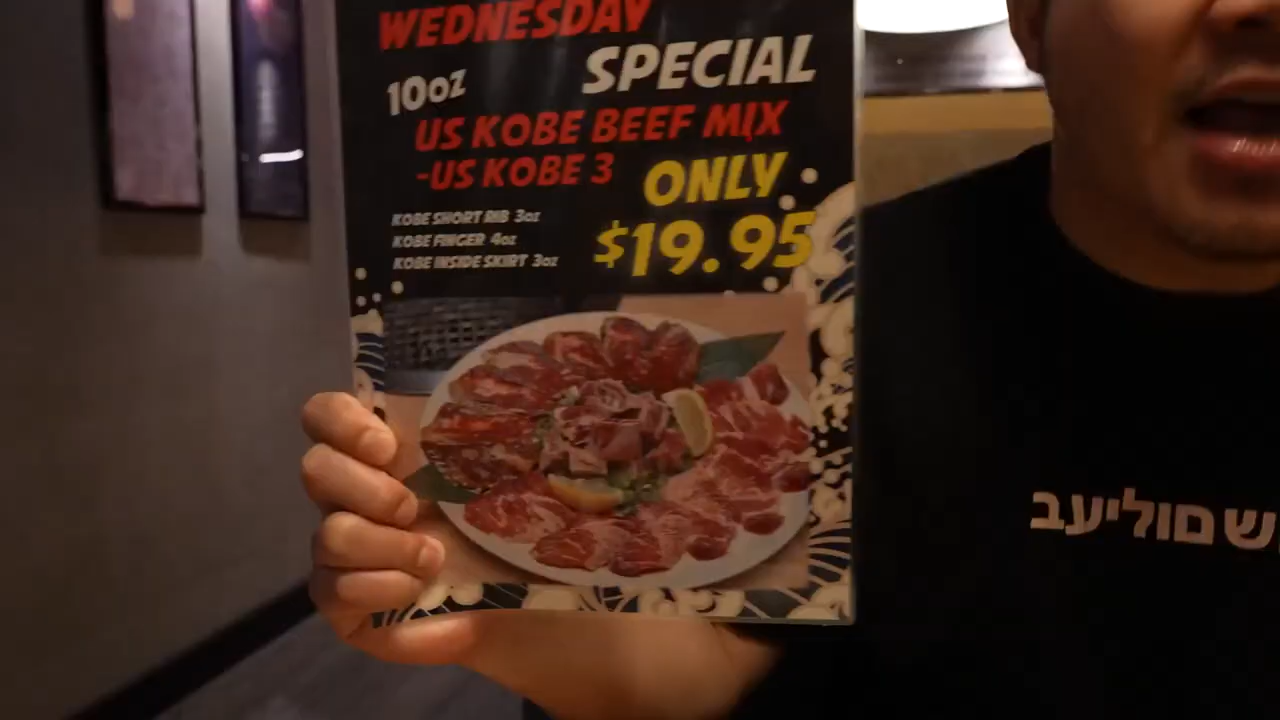 WEDNESDAY
SPECIAL
10oz
US KOBE BEEF MIX
-US KOBE 3
ONLY
$19.95
KOBE SHORT RIB 3oz
KOBE FINGER 4oz
KOBE INSIDE SKIRT 3oz